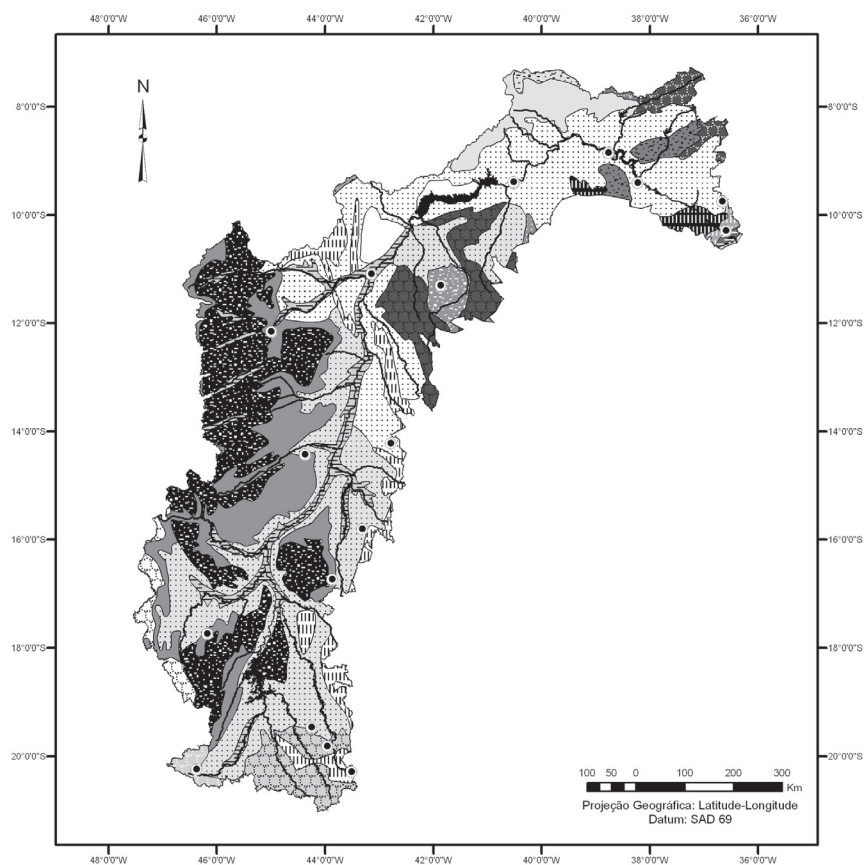 48°0'0"W 46°0'0"W 44°0'0"W 42°0'0"W 40°0'0"W 38°0'0"W 36°0'0"W
N
8°0'0"S 8°0'0"S
10°0'0"S 10°0'0"S
12°0'0"S 12°0'0"S
14°0'0"S 14°0'0"S
16°0'0"S 16°0'0"S
18°0'0"S 18°0'0"S
20°0'0"S 20°0'0"S
100 50 0 100 200 300
Km
Projeção Geográfica: Latitude-Longitude
Datum: SAD 69
48°0'0"W 46°0'0"W 44°0'0"W 42°0'0"W 40°0'0"W 38°0'0"W 36°0'0"W